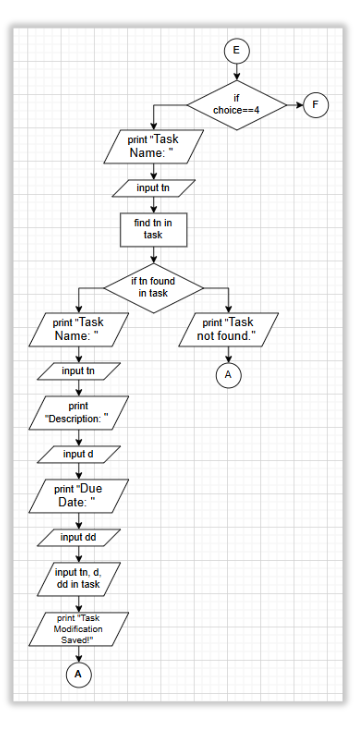 E
if
choice==4
F
print "Task
Name: "
input tn
find tn in
task
if tn found
in task
print "Task
Name: "
print "Task
not found."
input tn
A
print
"Description: "
input d
print "Due
Date: "
input dd
input tn, d,
dd in task
print "Task
Modification
Saved!"
A